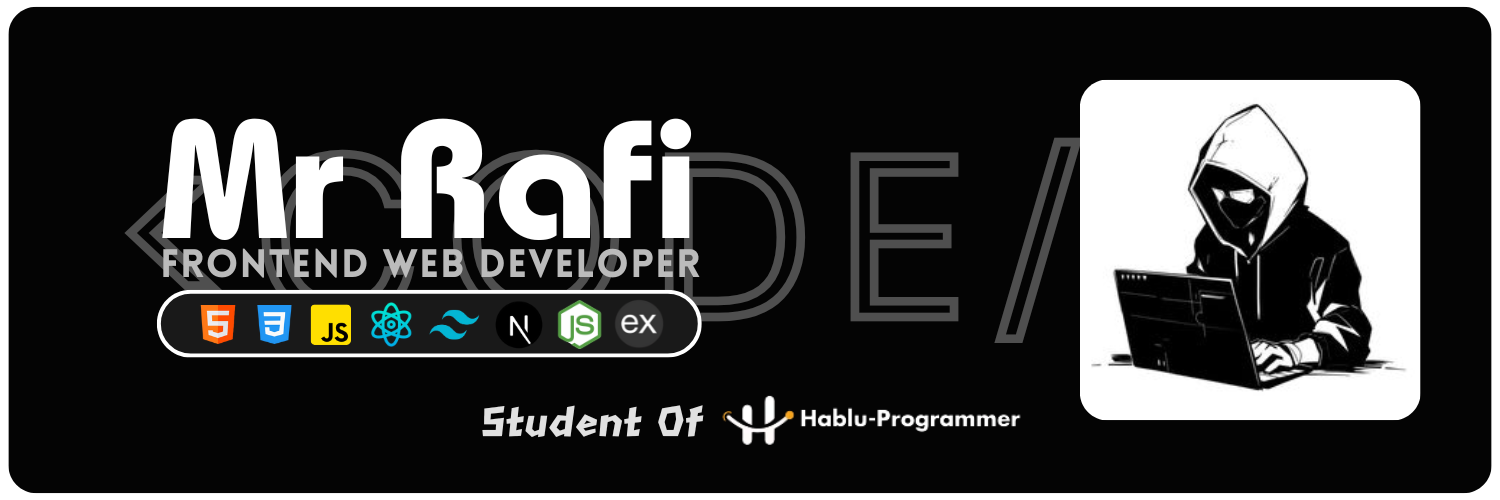 Mr Rafi
<CODE/
FRONTEND WEB DEVELOPER
5 3 JS N JS ex
Student Of H Hablu-Programmer